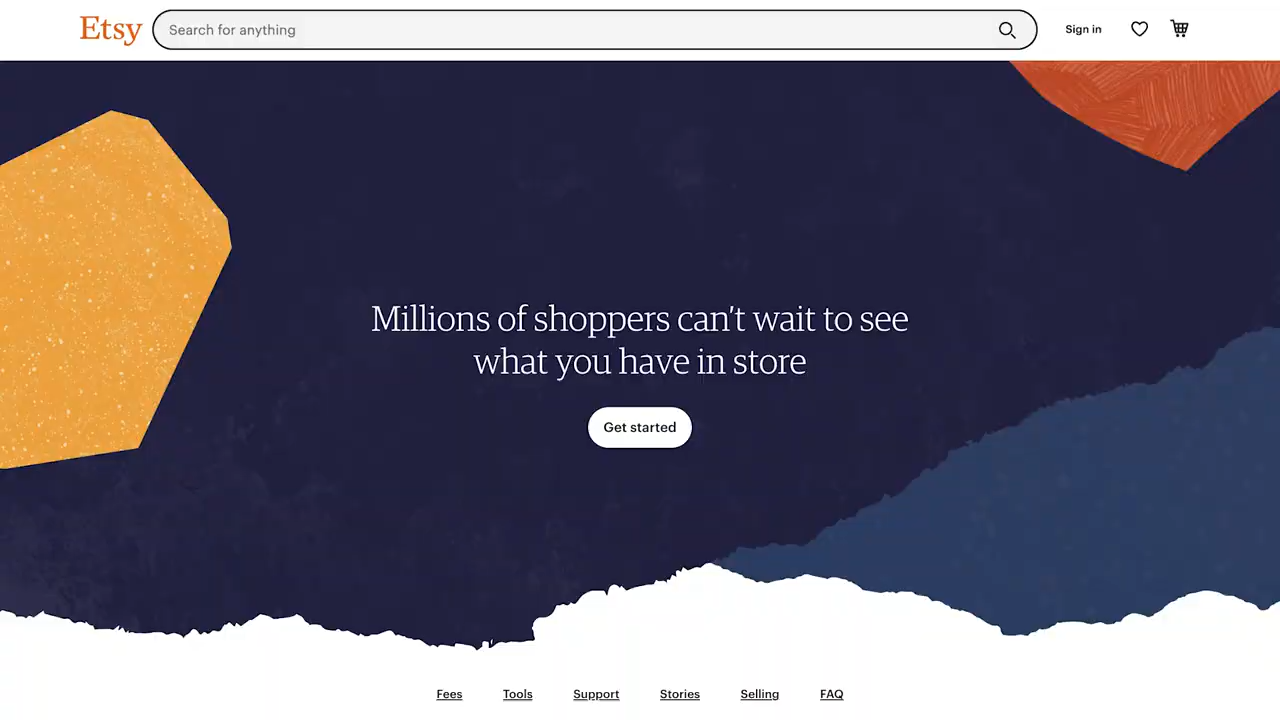 Etsy
Search for anything
Sign in
Millions of shoppers can't wait to see
what you have in store
Get started
Fees
Tools
Support
Stories
Selling
FAQ